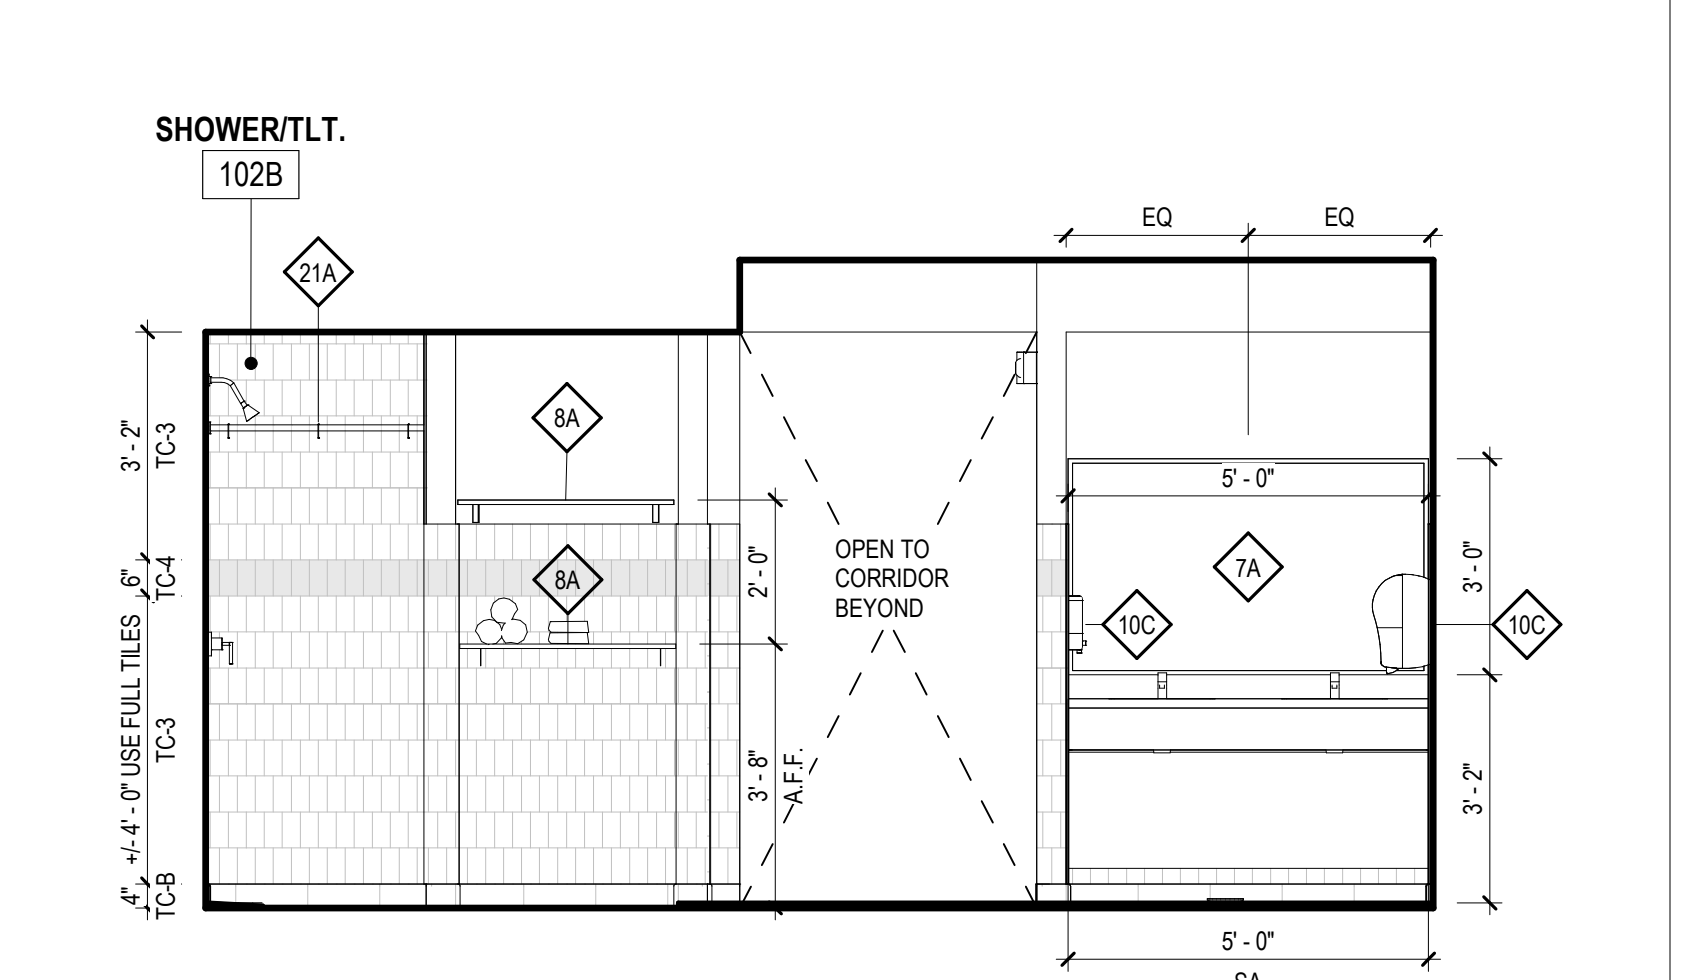 SHOWER/TLT.
102B
21A
EQ
EQ
8A
3' - 2"
TC-3
5' - 0"
OPEN TO
CORRIDOR
BEYOND
8A
2' - 0"
7A
3' - 0"
6"
TC-4
10C
10C
+/- 4' - 0" USE FULL TILES
TC-3
3' - 8"
A.F.F.
3' - 2"
4"
TC-B
5' - 0"